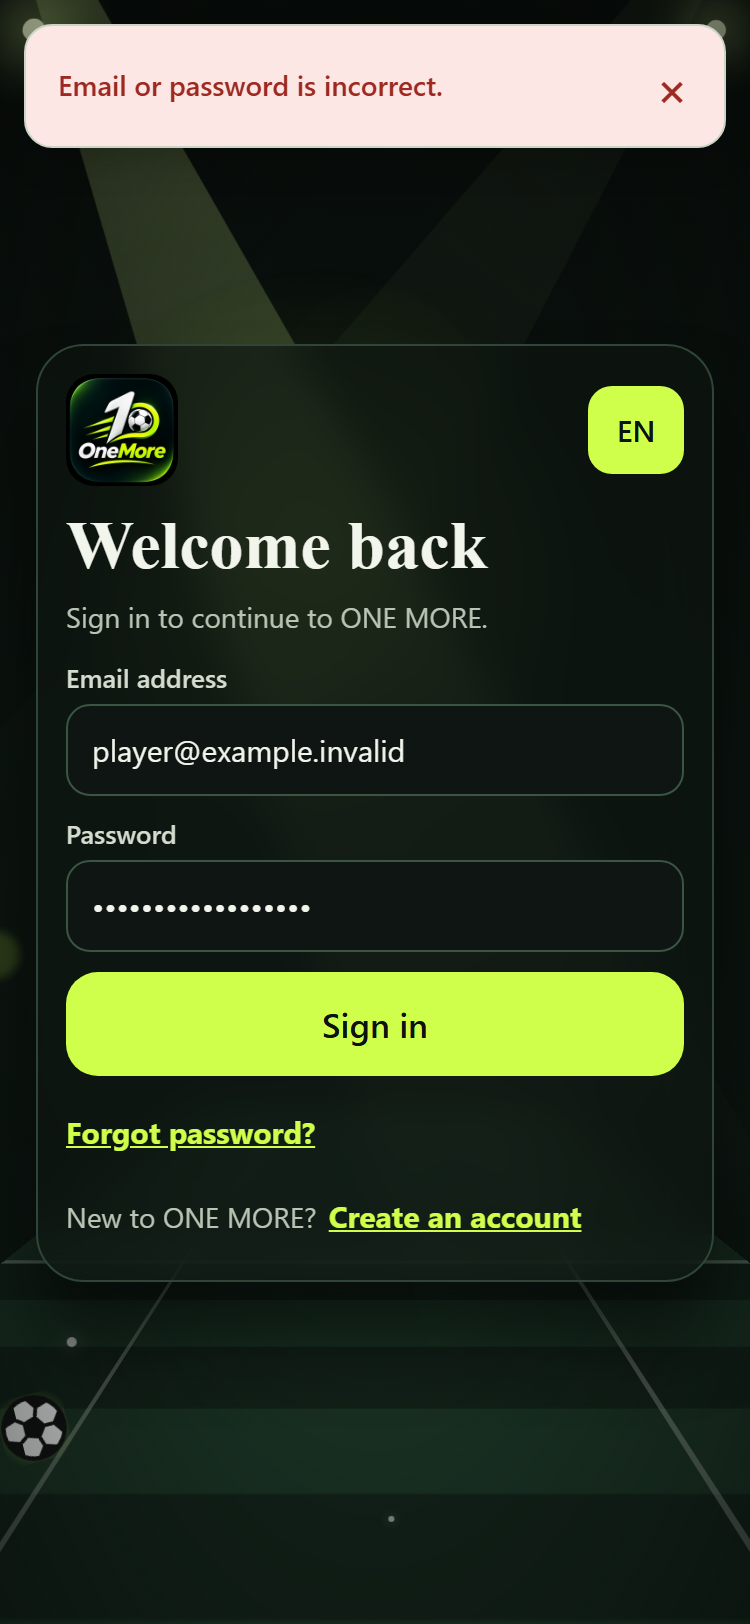 Email or password is incorrect.
OneMore
EN
Welcome back
Sign in to continue to ONE MORE.
Email address
player@example.invalid
Password
••••••••••••••••••
Sign in
Forgot password?
New to ONE MORE? Create an account